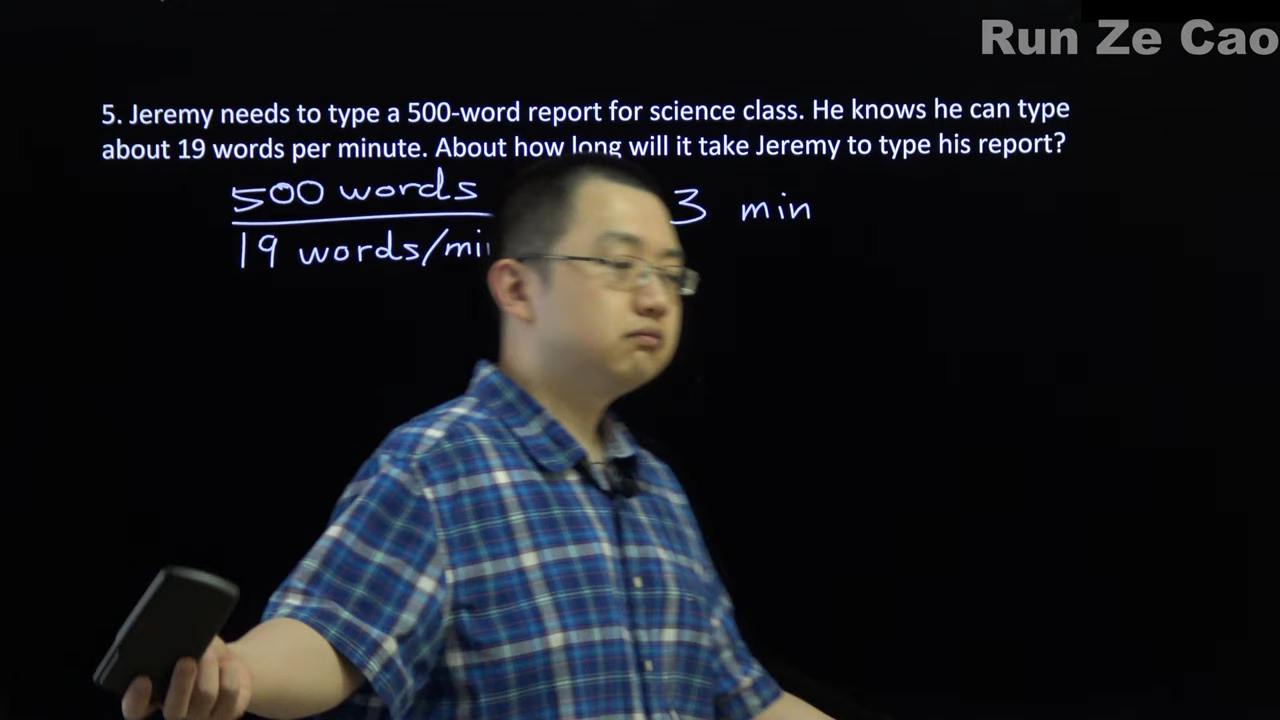 Run Ze Cao
5. Jeremy needs to type a 500-word report for science class. He knows he can type
about 19 words per minute. About how long will it take Jeremy to type his report?
500 words
3 min
19 words/mi